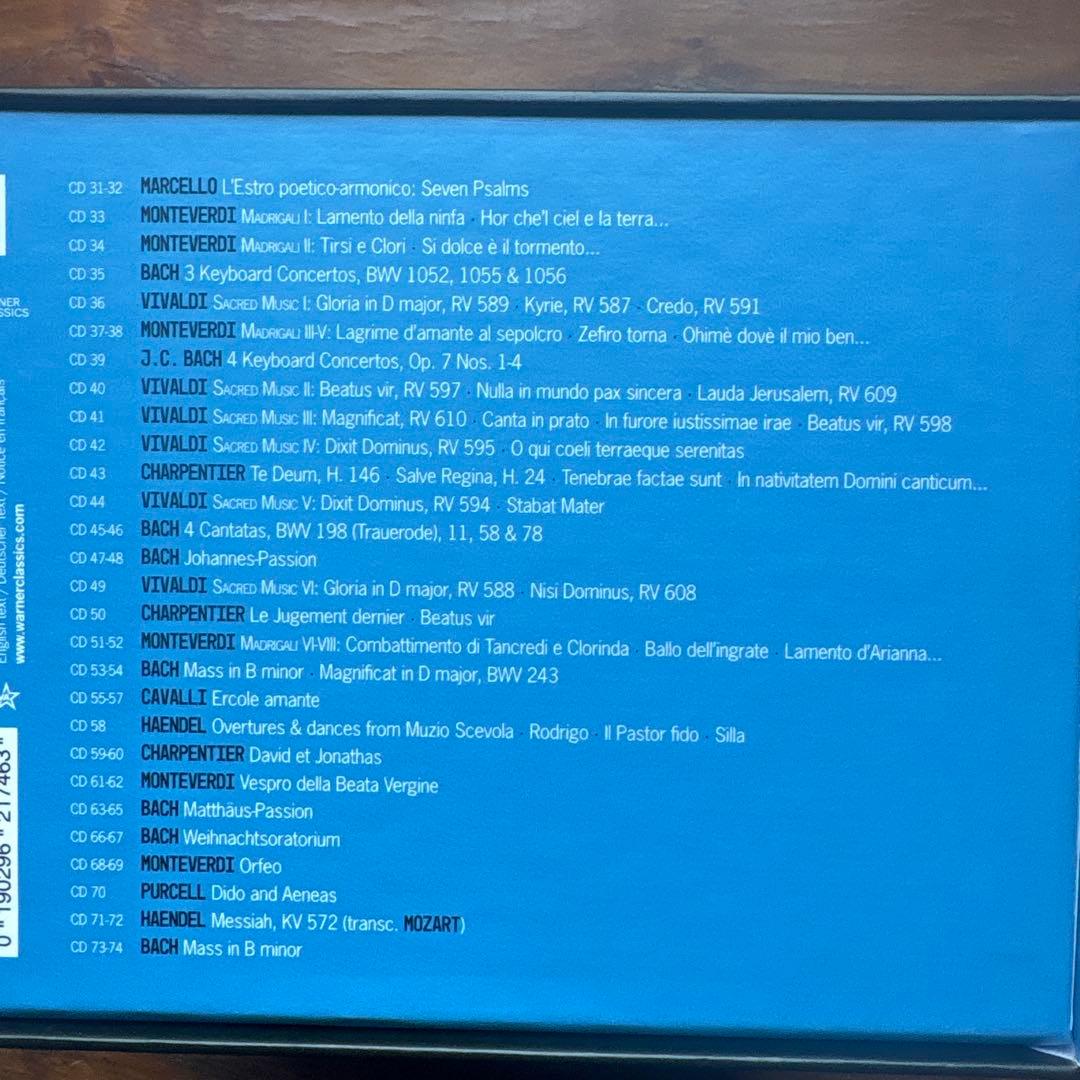 CD 31-32 MARCELLO L'Estro poetico-armonico: Seven Psalms
CD 33 MONTEVERDI MADRIGALI I: Lamento della ninfa · Hor che'l ciel e la terra...
CD 34 MONTEVERDI MADRIGALI II: Tirsi e Clori · Si dolce è il tormento...
CD 35 BACH 3 Keyboard Concertos, BWV 1052, 1055 & 1056
CD 36 VIVALDI SACRED MUSIC I: Gloria in D major, RV 589 · Kyrie, RV 587 · Credo, RV 591
CD 37-38 MONTEVERDI MADRIGALI III-V: Lagrime d'amante al sepolcro · Zefiro torna · Ohimè dovè il mio ben...
CD 39 J.C. BACH 4 Keyboard Concertos, Op. 7 Nos. 1-4
CD 40 VIVALDI SACRED MUSIC II: Beatus vir, RV 597 · Nulla in mundo pax sincera · Lauda Jerusalem, RV 609
CD 41 VIVALDI SACRED MUSIC III: Magnificat, RV 610 · Canta in prato · In furore iustissimae irae · Beatus vir, RV 598
CD 42 VIVALDI SACRED MUSIC IV: Dixit Dominus, RV 595 · O qui coeli terraeque serenitas
CD 43 CHARPENTIER Te Deum, H. 146 · Salve Regina, H. 24 · Tenebrae factae sunt · In nativitatem Domini canticum...
CD 44 VIVALDI SACRED MUSIC V: Dixit Dominus, RV 594 · Stabat Mater
CD 45-46 BACH 4 Cantatas, BWV 198 (Trauerode), 11, 58 & 78
CD 47-48 BACH Johannes-Passion
CD 49 VIVALDI SACRED MUSIC VI: Gloria in D major, RV 588 · Nisi Dominus, RV 608
CD 50 CHARPENTIER Le Jugement dernier · Beatus vir
CD 51-52 MONTEVERDI MADRIGALI VI-VIII: Combattimento di Tancredi e Clorinda · Ballo dell'ingrate · Lamento d'Arianna...
CD 53-54 BACH Mass in B minor · Magnificat in D major, BWV 243
CD 55-57 CAVALLI Ercole amante
CD 58 HAENDEL Overtures & dances from Muzio Scevola · Rodrigo · Il Pastor fido · Silla
CD 59-60 CHARPENTIER David et Jonathas
CD 61-62 MONTEVERDI Vespro della Beata Vergine
CD 63-65 BACH Matthäus-Passion
CD 66-67 BACH Weihnachtsoratorium
CD 68-69 MONTEVERDI Orfeo
CD 70 PURCELL Dido and Aeneas
CD 71-72 HAENDEL Messiah, KV 572 (transc. MOZART)
CD 73-74 BACH Mass in B minor
NER
SSICS
English text / Deutscher Text / Notice en français
www.warnerclassics.com
0 190296 217463